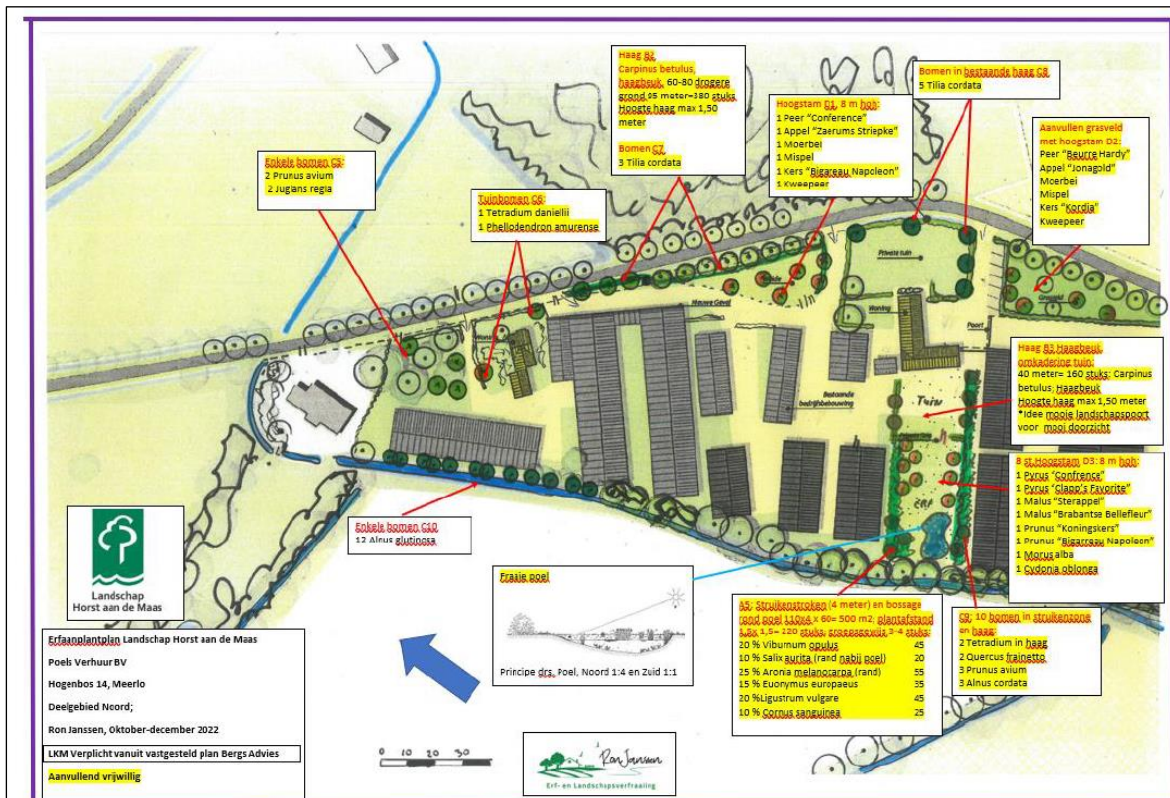 Haag B2
Carpinus betulus,
haagbeuk, 60-80 drogere
grond 95 meter=380 stuks
Hoogte haag max 1,50
meter
Bomen C7
3 Tilia cordata
Bomen in bestaande haag C8
5 Tilia cordata
Hoogstam D1, 8 m hoh:
1 Peer "Conference"
1 Appel "Zaerums Striepke"
1 Moerbei
1 Mispel
1 Kers "Bigareau Napoleon"
1 Kweepeer
Aanvullen grasveld
met hoogstam D2:
Peer "Beurre Hardy"
Appel "Jonagold"
Moerbei
Mispel
Kers "Kordia"
Kweepeer
Enkele bomen C5:
2 Prunus avium
2 Juglans regia
Tuinbomen C6:
1 Tetradium daniellii
1 Phellodendron amurense
Private tuin
Weide
Nieuwe Gevel
Woning
Woning
Grasveld
Poort
Bestaande
bedrijfsbebouwing
Tuin
Erf
Haag B3 Haagbeuk,
omkadering tuin:
40 meter= 160 stuks: Carpinus
betulus; Haagbeuk
Hoogte haag max 1,50 meter
*Idee mooie landschapspoort
voor mooi doorzicht
8 st Hoogstam D3: 8 m hoh:
1 Pyrus "Confrence"
1 Pyrus "Clapp's Favorite"
1 Malus "Sterappel"
1 Malus "Brabantse Bellefleur"
1 Prunus "Koningskers"
1 Prunus "Bigarreau Napoleon"
1 Morus alba
1 Cydonia oblonga
Enkele bomen C10
12 Alnus glutinosa
Landschap
Horst aan de Maas
Fraaie poel
Principe drs. Poel, Noord 1:4 en Zuid 1:1
A5: Struikenstroken (4 meter) en bossage
rond poel 110x4 x 60= 500 m2; plantafstand
1,5x 1,5= 220 stuks, groepsgewijs 3-4 stuks:
20 % Viburnum opulus 45
10 % Salix aurita (rand nabij poel) 20
25 % Aronia melanocarpa (rand) 55
15 % Euonymus europaeus 35
20 %Ligustrum vulgare 45
10 % Cornus sanguinea 25
C9: 10 bomen in struikenzone
en haag:
2 Tetradium in haag
2 Quercus frainetto
3 Prunus avium
3 Alnus cordata
Erfaanplantplan Landschap Horst aan de Maas
Poels Verhuur BV
Hogenbos 14, Meerlo
Deelgebied Noord;
Ron Janssen, Oktober-december 2022
LKM Verplicht vanuit vastgesteld plan Bergs Advies
Aanvullend vrijwillig
0 10 20 30
Ron Janssen
Erf- en Landschapsverfraaiing